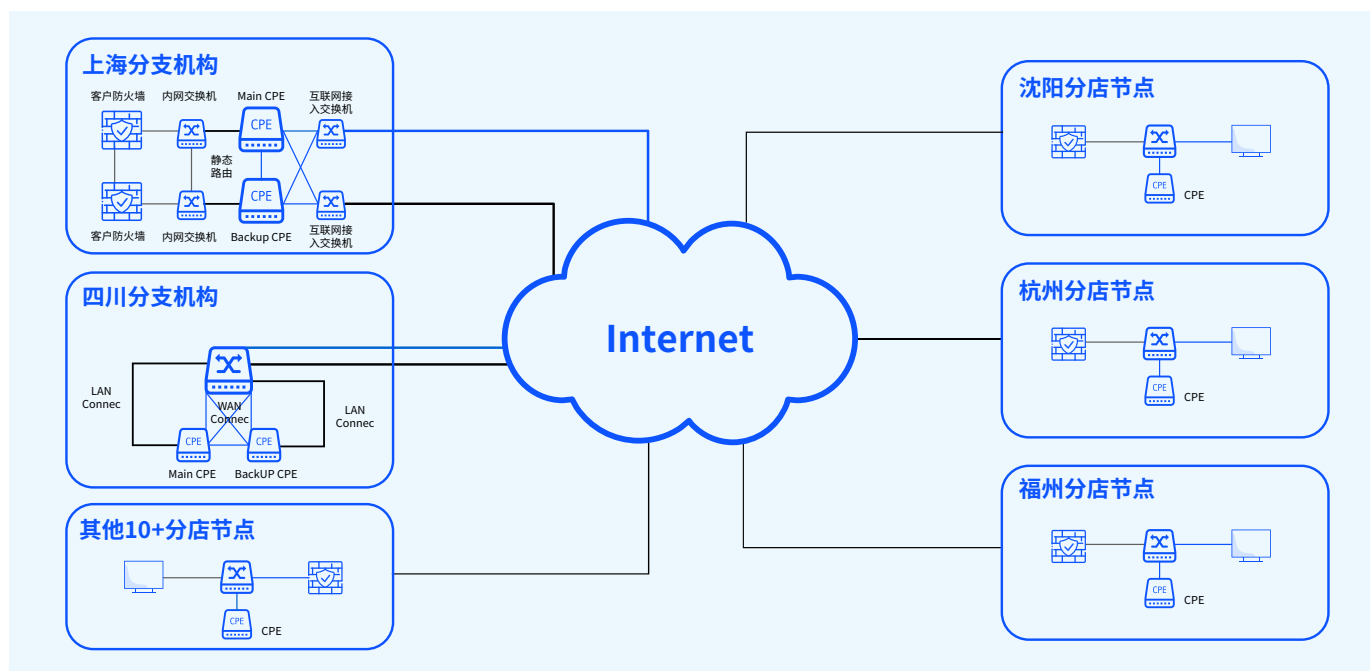 上海分支机构
客户防火墙
内网交换机
Main CPE
互联网接
入交换机
CPE
静态
路由
CPE
客户防火墙
内网交换机
Backup CPE
互联网接
入交换机
四川分支机构
LAN
Connec
WAN
Connec
LAN
Connec
CPE
CPE
Main CPE
BackUP CPE
其他10+分店节点
CPE
CPE
Internet
沈阳分店节点
CPE
CPE
杭州分店节点
CPE
CPE
福州分店节点
CPE
CPE